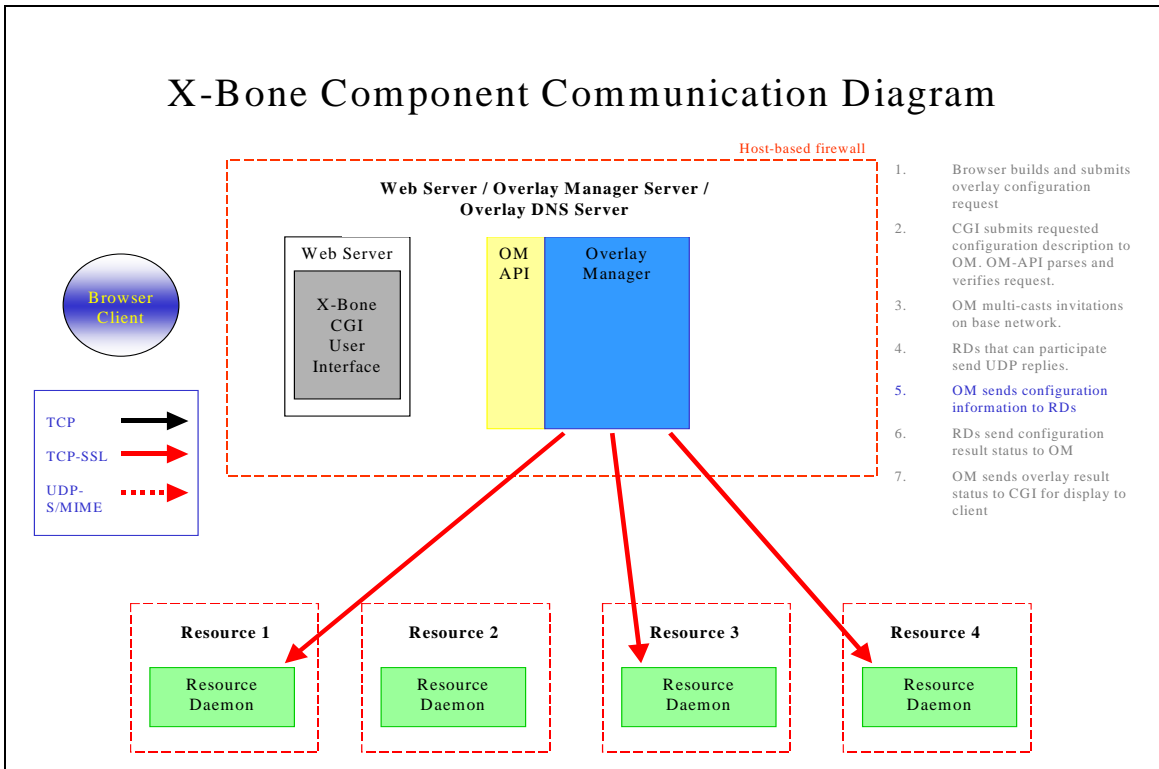 X-Bone Component Communication Diagram
Host-based firewall
Web Server / Overlay Manager Server /
Overlay DNS Server
Web Server
X-Bone
CGI
User
Interface
OM
API
Overlay
Manager
Browser
Client
TCP
TCP-SSL
UDP-
S/MIME
1. Browser builds and submits
overlay configuration
request
2. CGI submits requested
configuration description to
OM. OM-API parses and
verifies request.
3. OM multi-casts invitations
on base network.
4. RDs that can participate
send UDP replies.
5. OM sends configuration
information to RDs
6. RDs send configuration
result status to OM
7. OM sends overlay result
status to CGI for display to
client
Resource 1
Resource
Daemon
Resource 2
Resource
Daemon
Resource 3
Resource
Daemon
Resource 4
Resource
Daemon